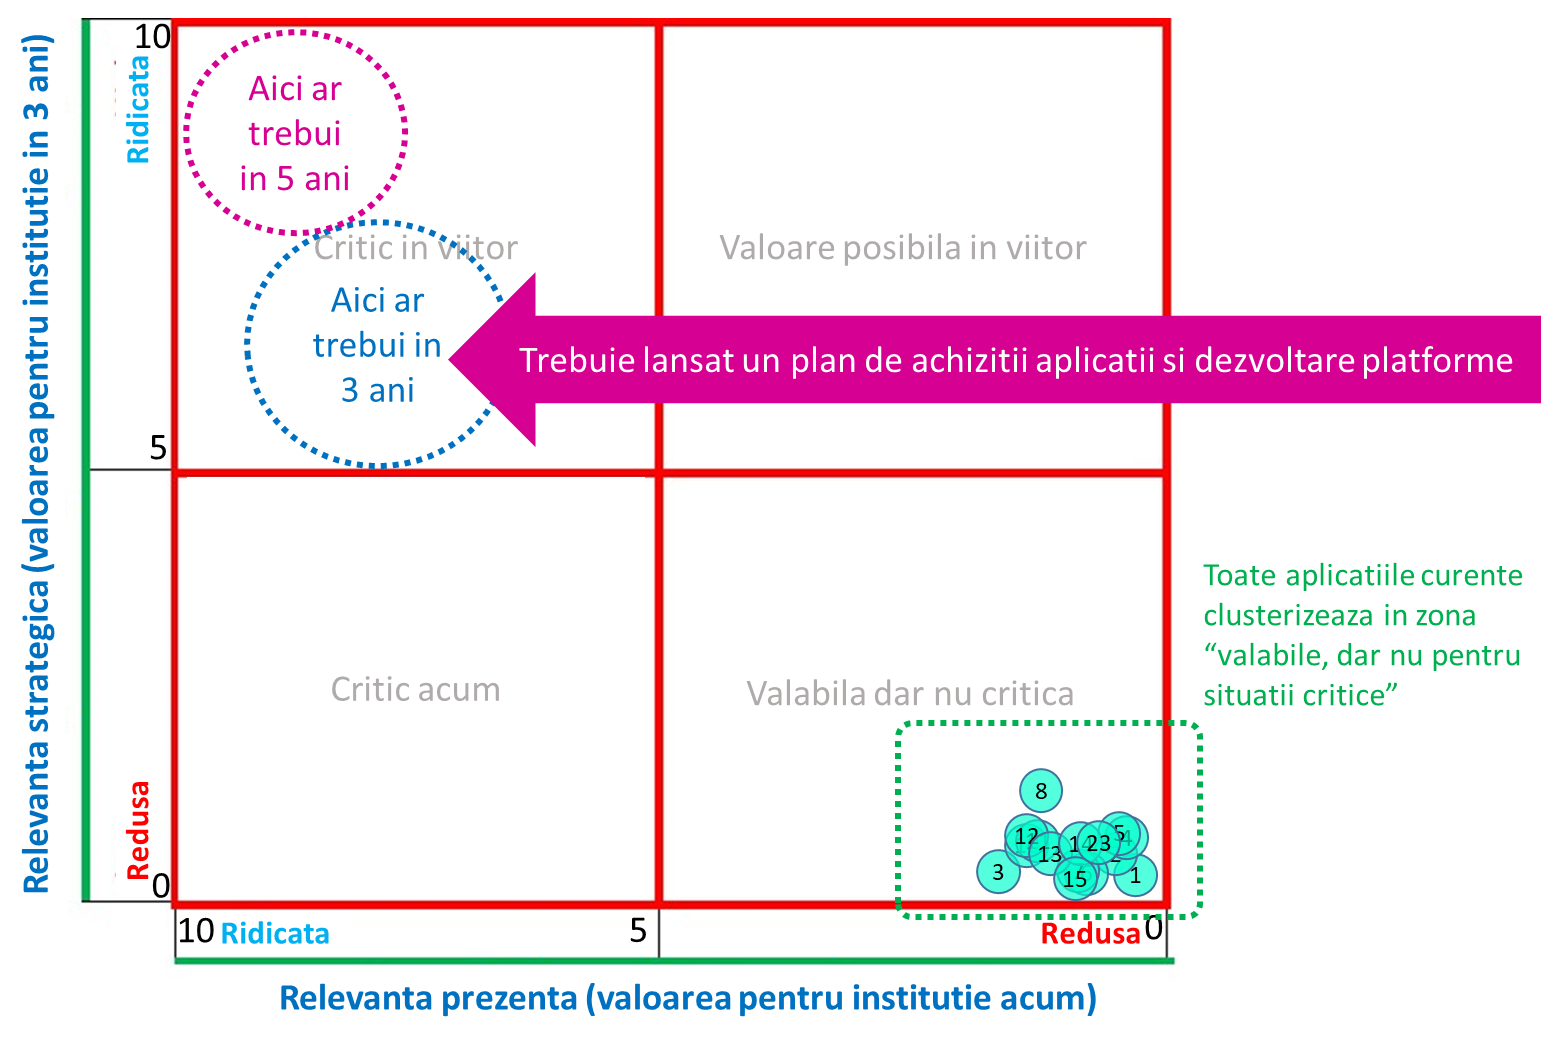 Relevanta strategica (valoarea pentru institutie in 3 ani)
10
Ridicata
Aici ar
trebui
in 5 ani
Critic in viitor
Valoare posibila in viitor
Aici ar
trebui in
3 ani
Trebuie lansat un plan de achizitii aplicatii si dezvoltare platforme
5
Toate aplicatiile curente
clusterizeaza in zona
“valabile, dar nu pentru
situatii critice”
Critic acum
Valabila dar nu critica
8
12
5
4
23
13
3
15
1
Redusa
0
10 Ridicata
5
Redusa 0
Relevanta prezenta (valoarea pentru institutie acum)